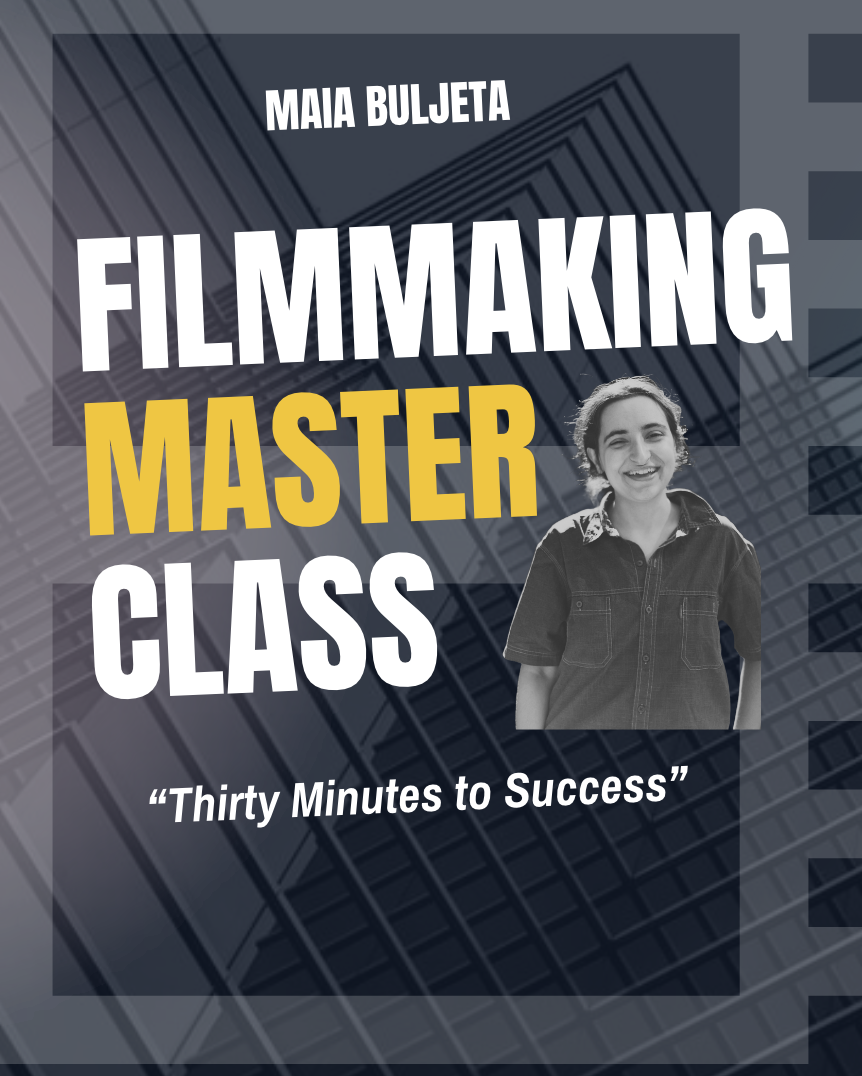 MAIA BULJETA
FILMMAKING
MASTER
CLASS
“Thirty Minutes to Success”